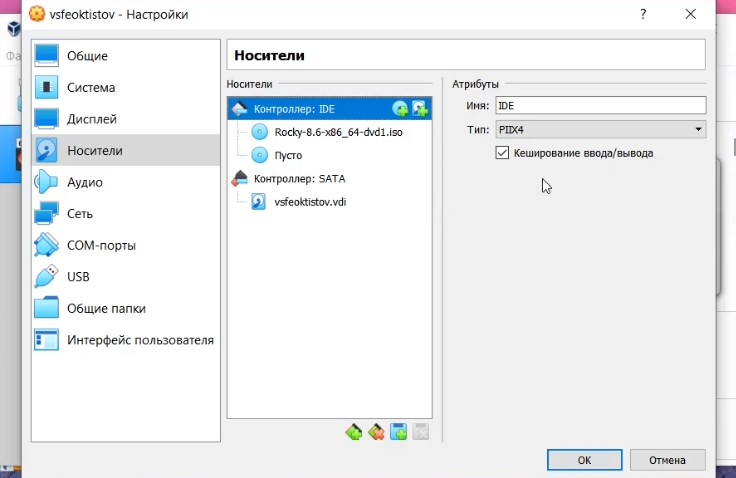 vsfeoktistov - Настройки
?
Общие
Система
Дисплей
Носители
Аудио
Сеть
COM-порты
USB
Общие папки
Интерфейс пользователя
Носители
Носители
Контроллер: IDE
Rocky-8.6-x86_64-dvd1.iso
Пусто
Контроллер: SATA
vsfeoktistov.vdi
Атрибуты
Имя: IDE
Тип: PIIX4
Кеширование ввода/вывода
OK
Отмена